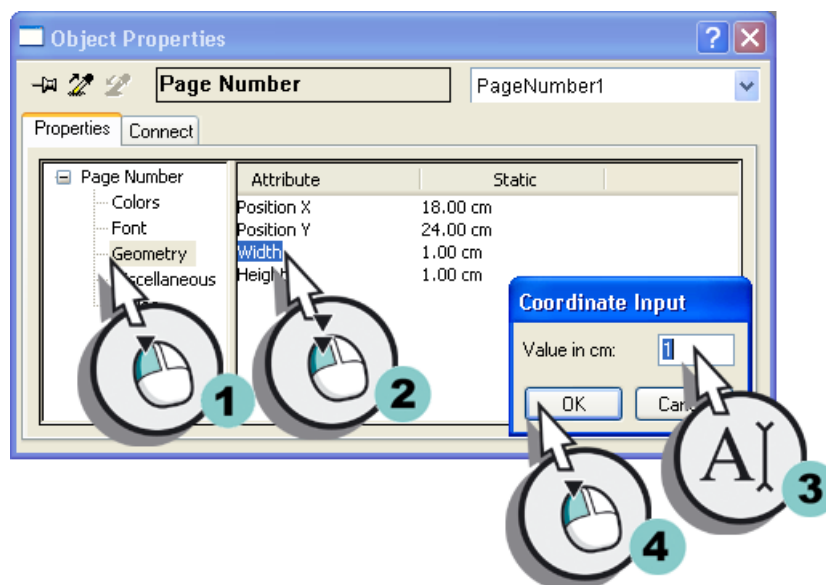 Object Properties
Page Number
PageNumber1
Properties
Connect
Page Number
Colors
Font
Geometry
Attribute
Static
Position X
18.00 cm
Position Y
24.00 cm
Width
1.00 cm
1.00 cm
Coordinate Input
Value in cm:
1
OK
1
2
A
3
4